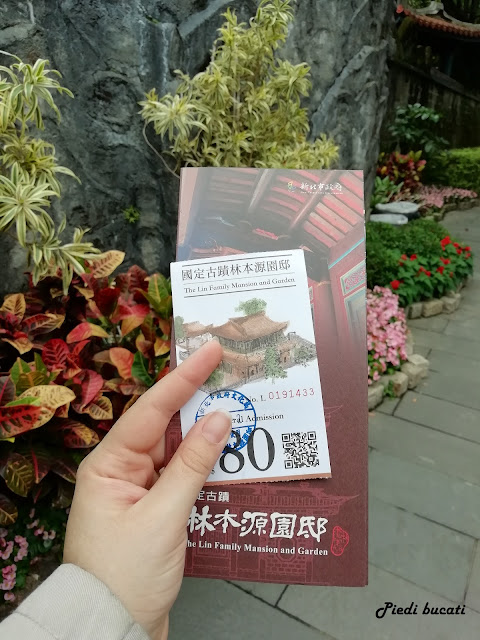 新北市政府
國定古蹟林本源園邸
The Lin Family Mansion and Garden
No. 1. 0191433
Admission
80
定古蹟
林本源園邸
The Lin Family Mansion and Garden
Piedi bucati